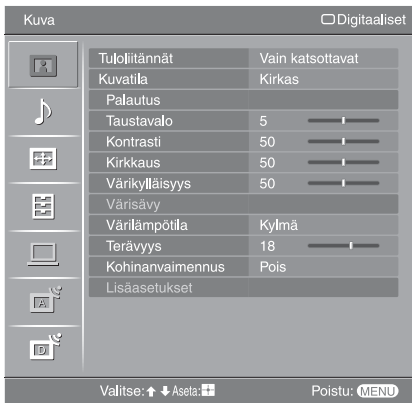 Kuva Digitaaliset
Tuloliitännät Vain katsottavat
Kuvatila Kirkas
Palautus
Taustavalo 5
Kontrasti 50
Kirkkaus 50
Värikylläisyys 50
Värisävy
Värilämpötila Kylmä
Terävyys 18
Kohinanvaimennus Pois
Lisäasetukset
A
D
Valitse: Aseta: Poistu: MENU